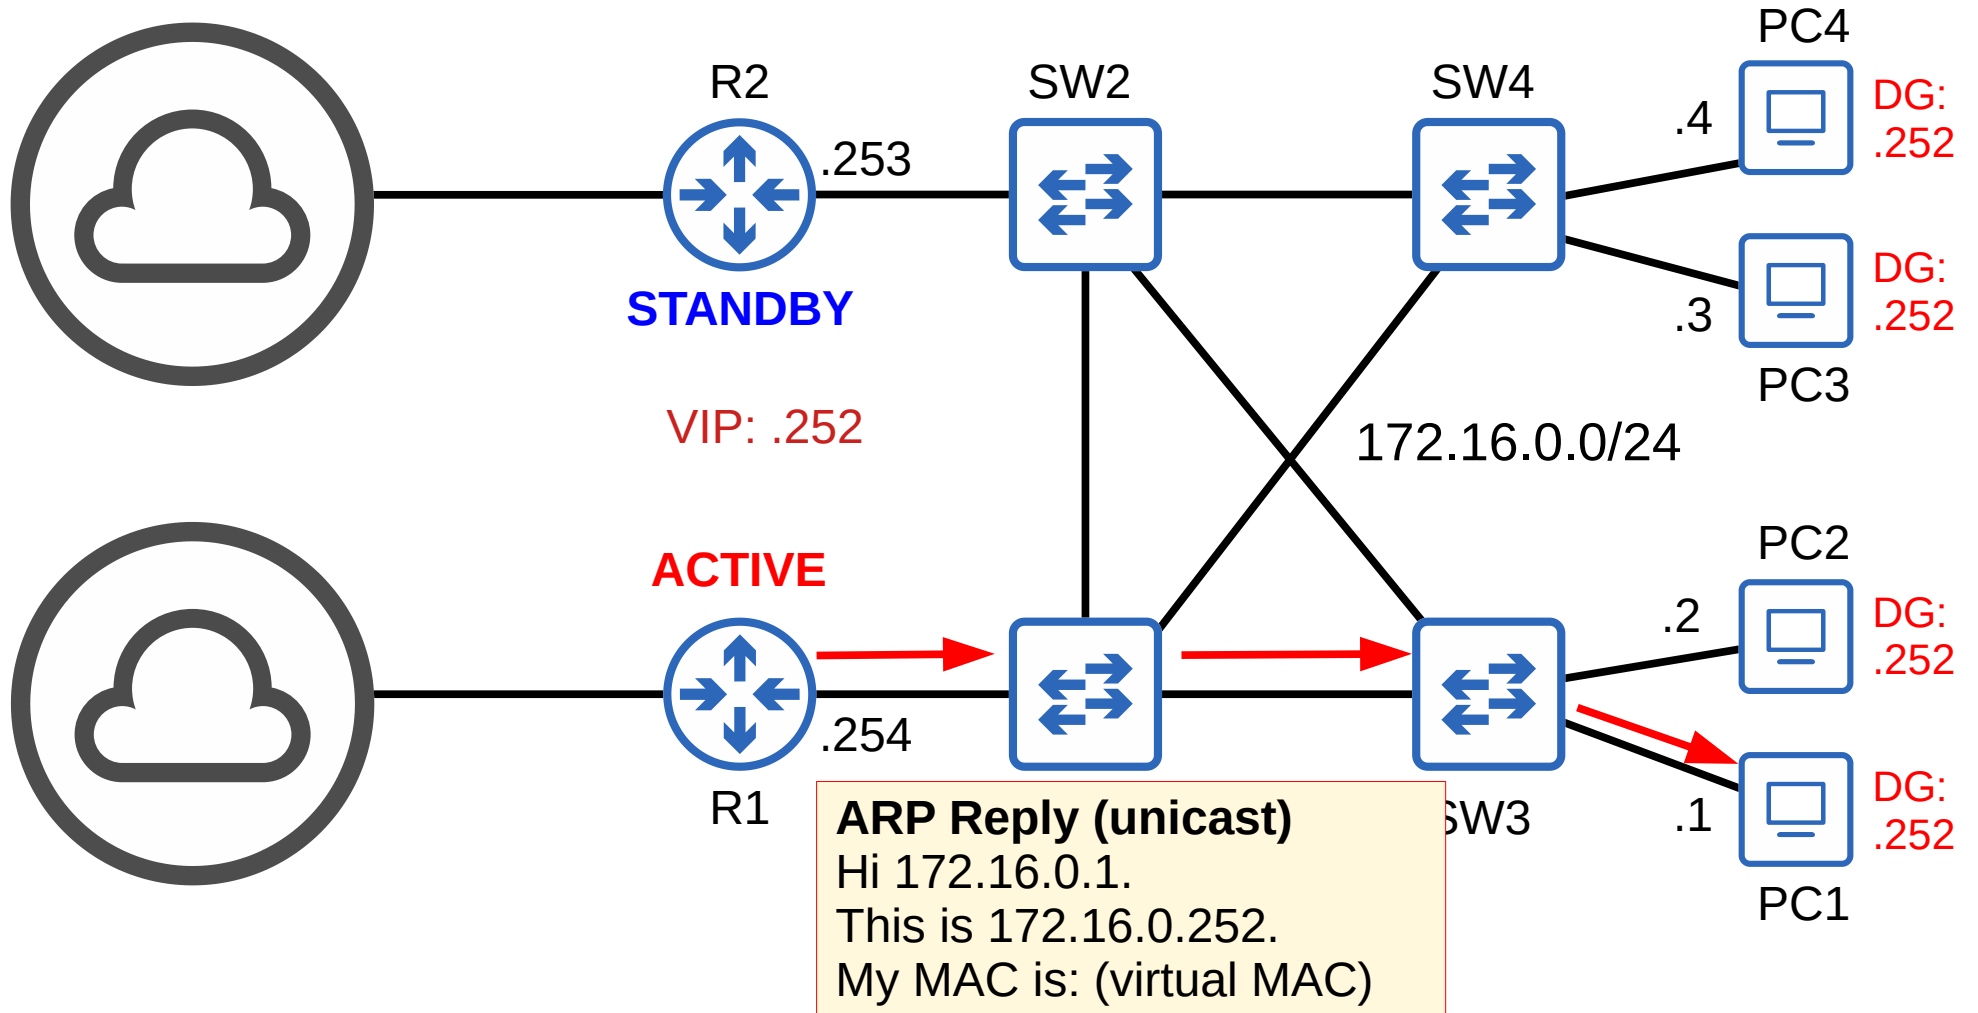 PC4
R2
SW2
SW4
DG:
.252
.4
.253
DG:
.252
.3
STANDBY
PC3
VIP: .252
172.16.0.0/24
PC2
ACTIVE
.2
DG:
.252
.254
DG:
.252
.1
R1
SW3
PC1
ARP Reply (unicast)
Hi 172.16.0.1.
This is 172.16.0.252.
My MAC is: (virtual MAC)